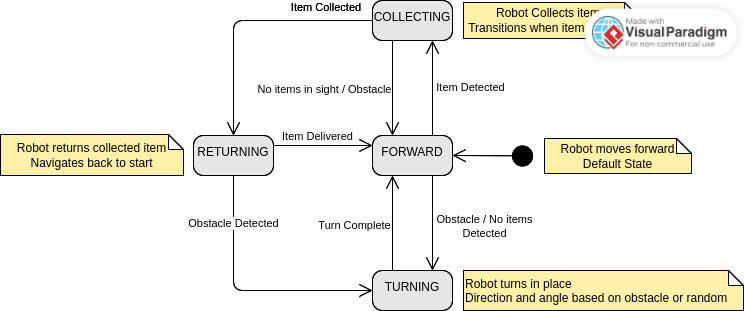 Item Collected
COLLECTING
Robot Collects item
Transitions when item
Made with
VisualParadigm
For non-commercial use
No items in sight / Obstacle
Item Detected
Robot returns collected item
Navigates back to start
RETURNING
Item Delivered
FORWARD
Robot moves forward
Default State
Obstacle Detected
Turn Complete
Obstacle / No items
Detected
TURNING
Robot turns in place
Direction and angle based on obstacle or random